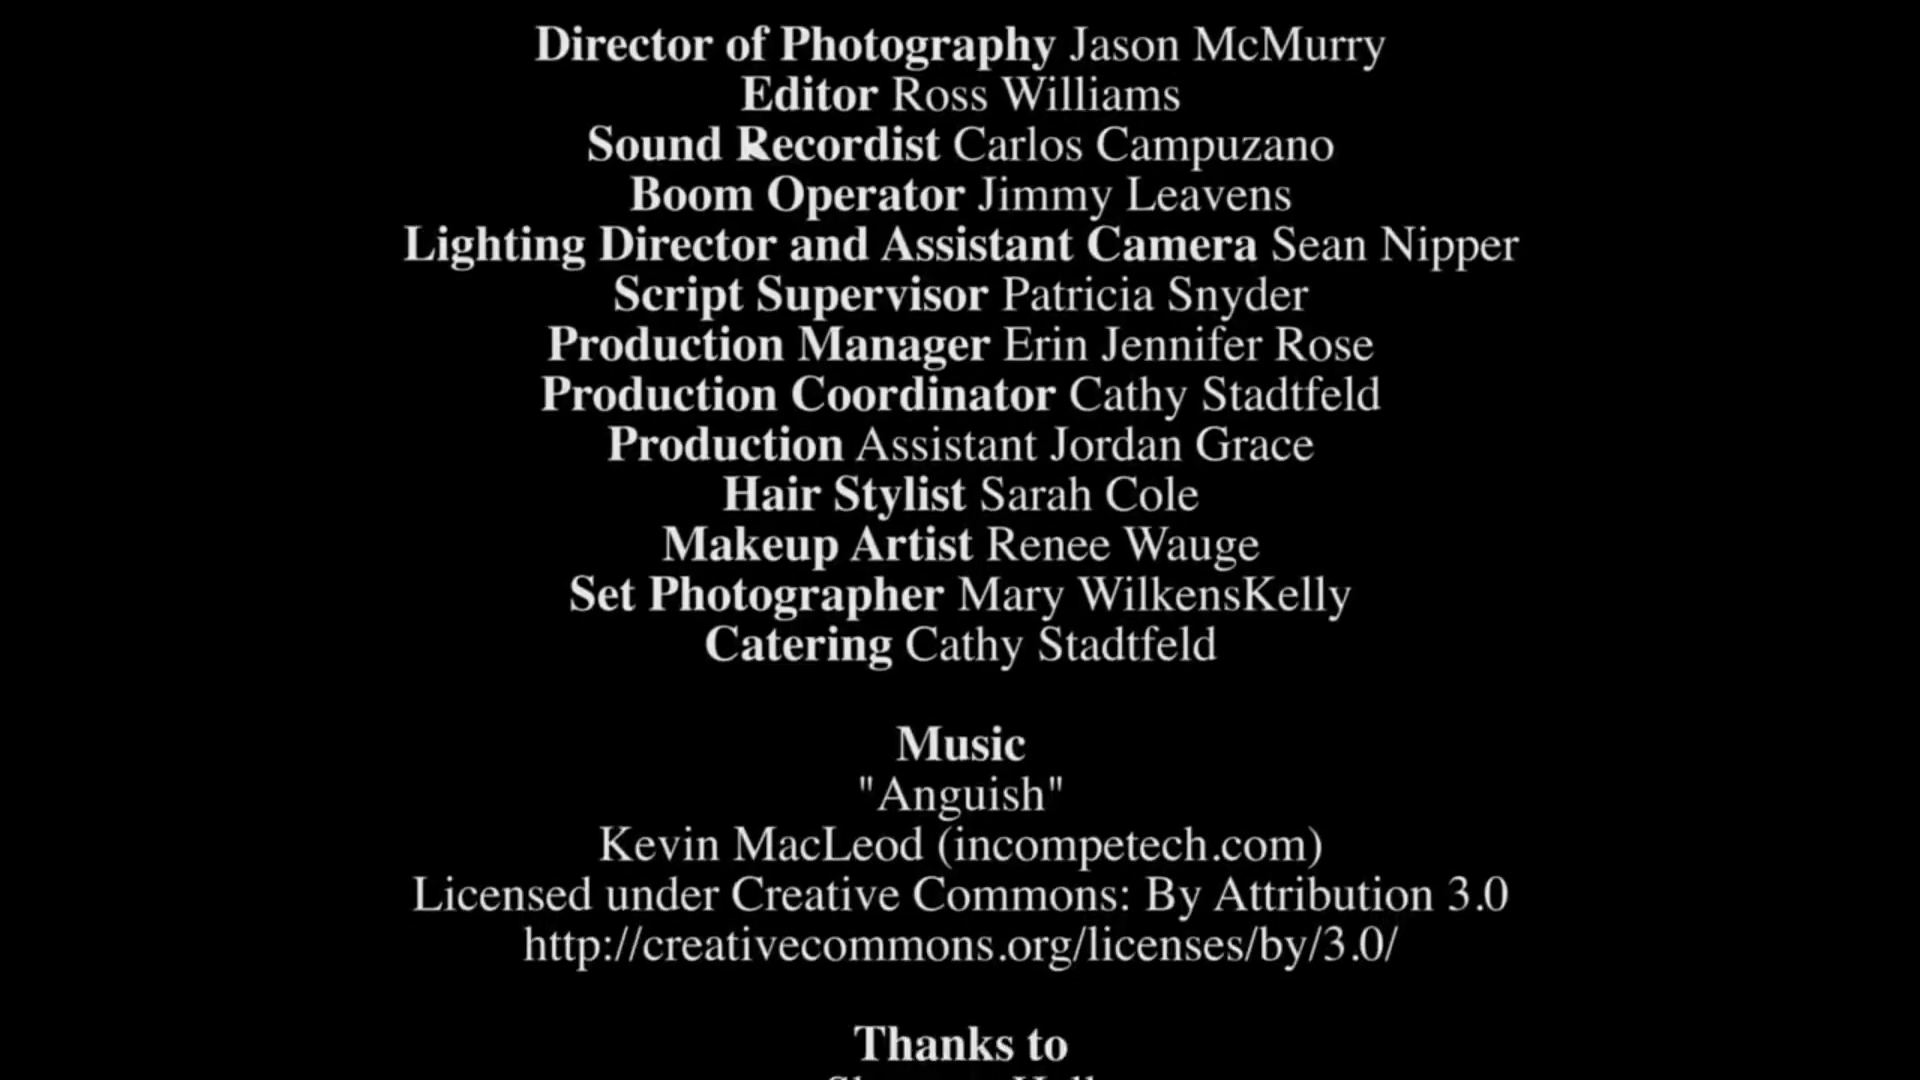 Director of Photography Jason McMurry
Editor Ross Williams
Sound Recordist Carlos Campuzano
Boom Operator Jimmy Leavens
Lighting Director and Assistant Camera Sean Nipper
Script Supervisor Patricia Snyder
Production Manager Erin Jennifer Rose
Production Coordinator Cathy Stadtfeld
Production Assistant Jordan Grace
Hair Stylist Sarah Cole
Makeup Artist Renee Wauge
Set Photographer Mary WilkensKelly
Catering Cathy Stadtfeld
Music
"Anguish"
Kevin MacLeod (incompetech.com)
Licensed under Creative Commons: By Attribution 3.0
http://creativecommons.org/licenses/by/3.0/
Thanks to